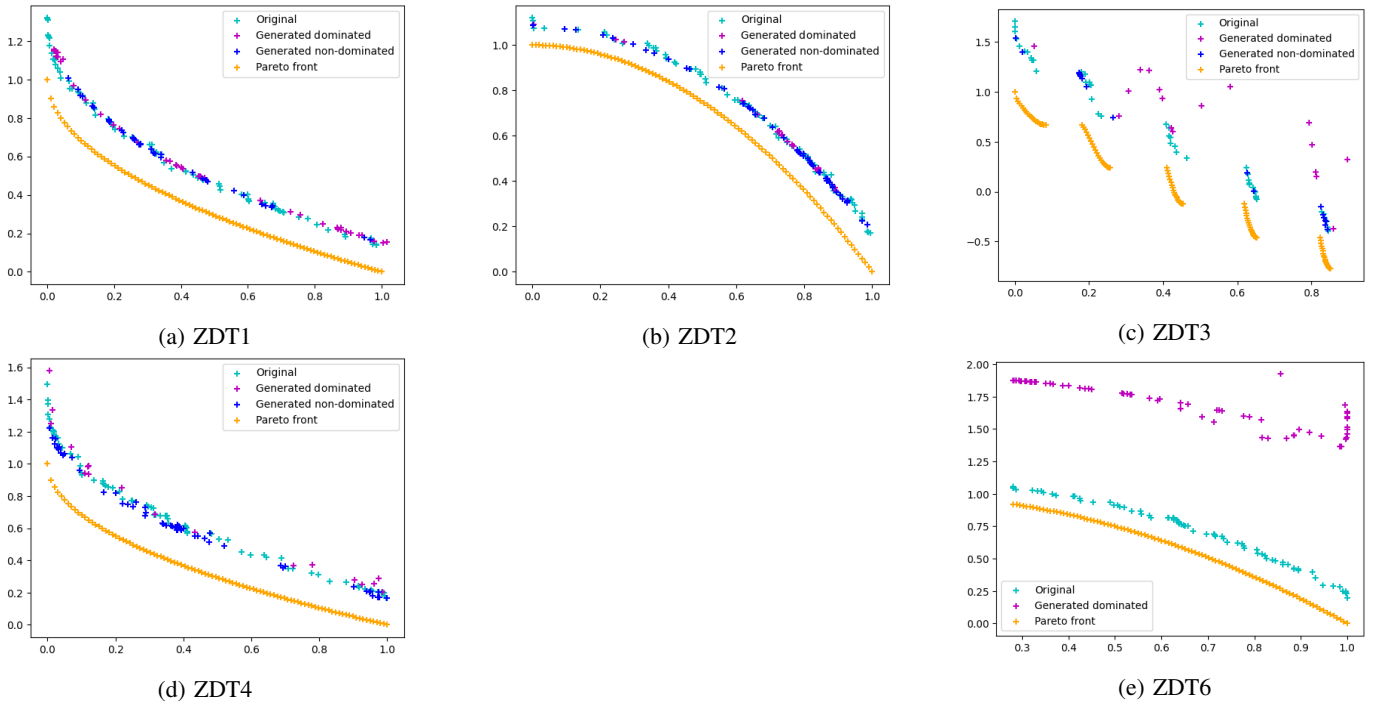 1.2
1.0
0.8
0.6
0.4
0.2
0.0
0.0 0.2 0.4 0.6 0.8 1.0
Original
Generated dominated
Generated non-dominated
Pareto front
(a) ZDT1
1.0
0.8
0.6
0.4
0.2
0.0
0.0 0.2 0.4 0.6 0.8 1.0
Original
Generated dominated
Generated non-dominated
Pareto front
(b) ZDT2
1.5
1.0
0.5
0.0
−0.5
0.0 0.2 0.4 0.6 0.8
Original
Generated dominated
Generated non-dominated
Pareto front
(c) ZDT3
1.6
1.4
1.2
1.0
0.8
0.6
0.4
0.2
0.0
0.0 0.2 0.4 0.6 0.8 1.0
Original
Generated dominated
Generated non-dominated
Pareto front
(d) ZDT4
2.00
1.75
1.50
1.25
1.00
0.75
0.50
0.25
0.00
0.3 0.4 0.5 0.6 0.7 0.8 0.9 1.0
Original
Generated dominated
Pareto front
(e) ZDT6